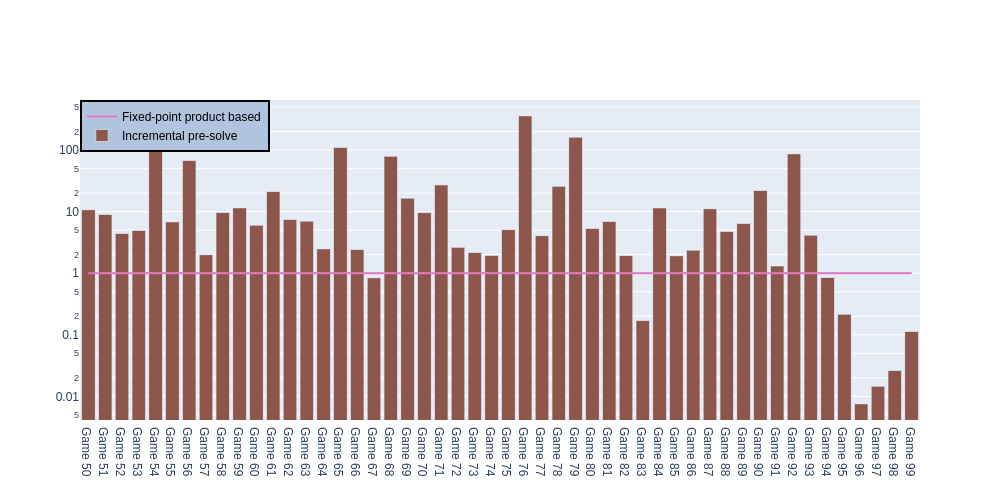 Fixed-point product based
Incremental pre-solve
5
2
100
5
2
10
5
2
1
5
2
0.1
5
2
0.01
5
Game 50
Game 51
Game 52
Game 53
Game 54
Game 55
Game 56
Game 57
Game 58
Game 59
Game 60
Game 61
Game 62
Game 63
Game 64
Game 65
Game 66
Game 67
Game 68
Game 69
Game 70
Game 71
Game 72
Game 73
Game 74
Game 75
Game 76
Game 77
Game 78
Game 79
Game 80
Game 81
Game 82
Game 83
Game 84
Game 85
Game 86
Game 87
Game 88
Game 89
Game 90
Game 91
Game 92
Game 93
Game 94
Game 95
Game 96
Game 97
Game 98
Game 99